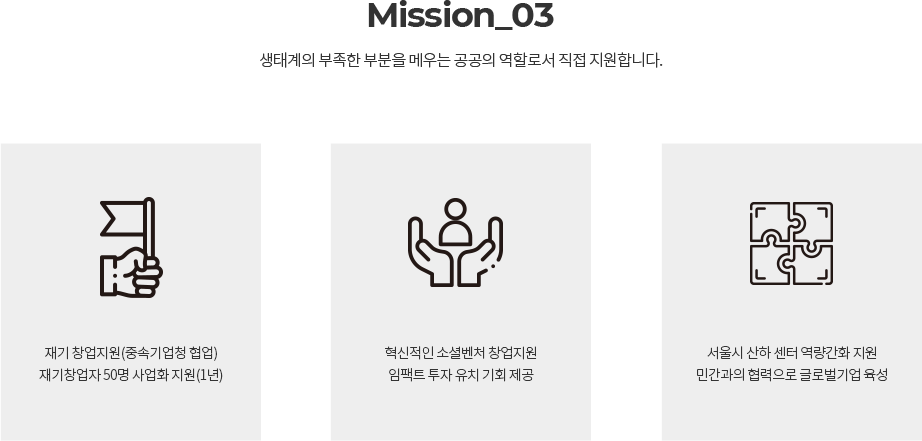 Mission_03
생태계의 부족한 부분을 메우는 공공의 역할로서 직접 지원합니다.
재기 창업지원(중속기업청 협업)
재기창업자 50명 사업화 지원(1년)
혁신적인 소셜벤처 창업지원
임팩트 투자 유치 기회 제공
서울시 산하 센터 역량간화 지원
민간과의 협력으로 글로벌기업 육성